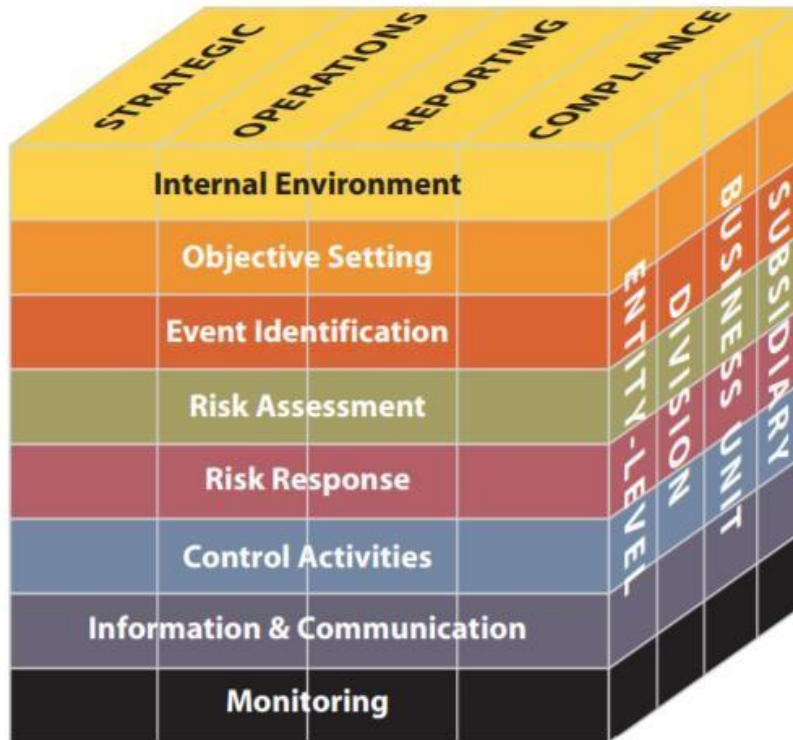 STRATEGIC
OPERATIONS
REPORTING
COMPLIANCE
Internal Environment
Objective Setting
Event Identification
Risk Assessment
Risk Response
Control Activities
Information & Communication
Monitoring
ENTITY-LEVEL
DIVISION
BUSINESS UNIT
SUBSIDIARY